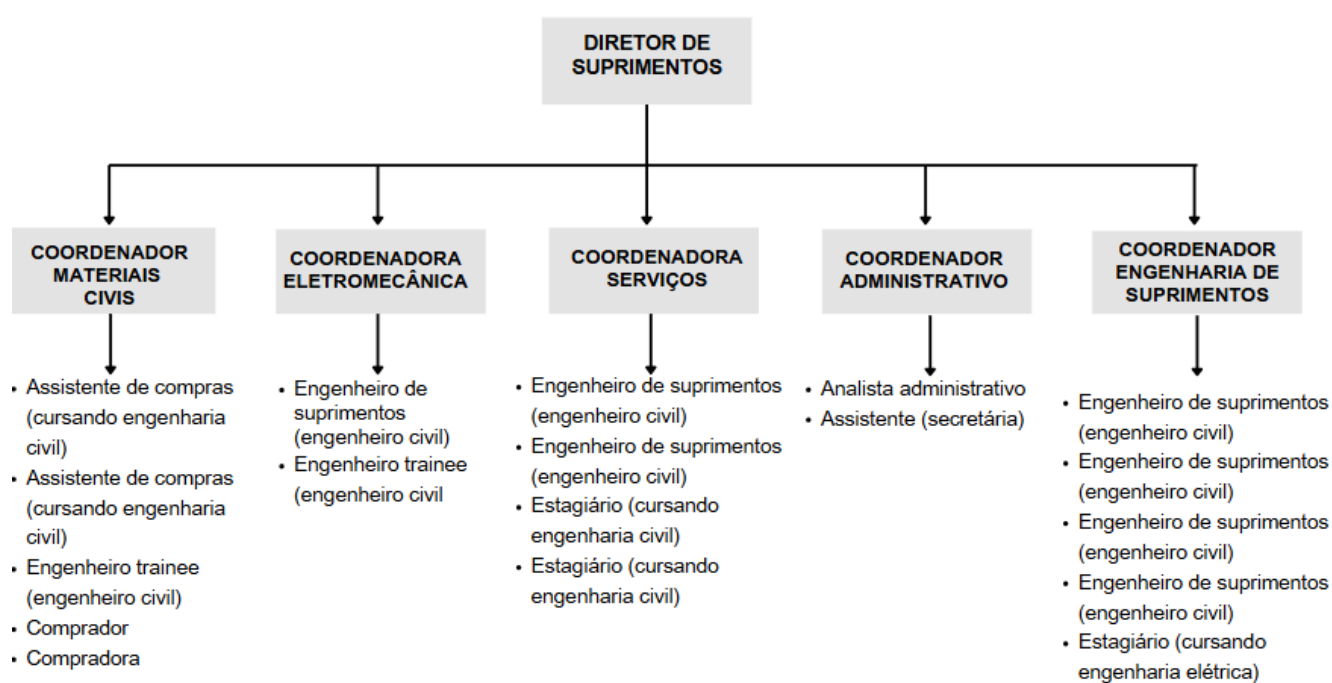 DIRETOR DE
SUPRIMENTOS
COORDENADOR
MATERIAIS
CIVIS
COORDENADORA
ELETROMECÂNICA
COORDENADORA
SERVIÇOS
COORDENADOR
ADMINISTRATIVO
COORDENADOR
ENGENHARIA DE
SUPRIMENTOS
• Assistente de compras
(cursando engenharia
civil)
• Assistente de compras
(cursando engenharia
civil)
• Engenheiro trainee
(engenheiro civil)
• Comprador
• Compradora
• Engenheiro de
suprimentos
(engenheiro civil)
• Engenheiro trainee
(engenheiro civil
• Engenheiro de suprimentos
(engenheiro civil)
• Engenheiro de suprimentos
(engenheiro civil)
• Estagiário (cursando
engenharia civil)
• Estagiário (cursando
engenharia civil)
• Analista administrativo
• Assistente (secretária)
• Engenheiro de suprimentos
(engenheiro civil)
• Engenheiro de suprimentos
(engenheiro civil)
• Engenheiro de suprimentos
(engenheiro civil)
• Engenheiro de suprimentos
(engenheiro civil)
• Estagiário (cursando
engenharia elétrica)